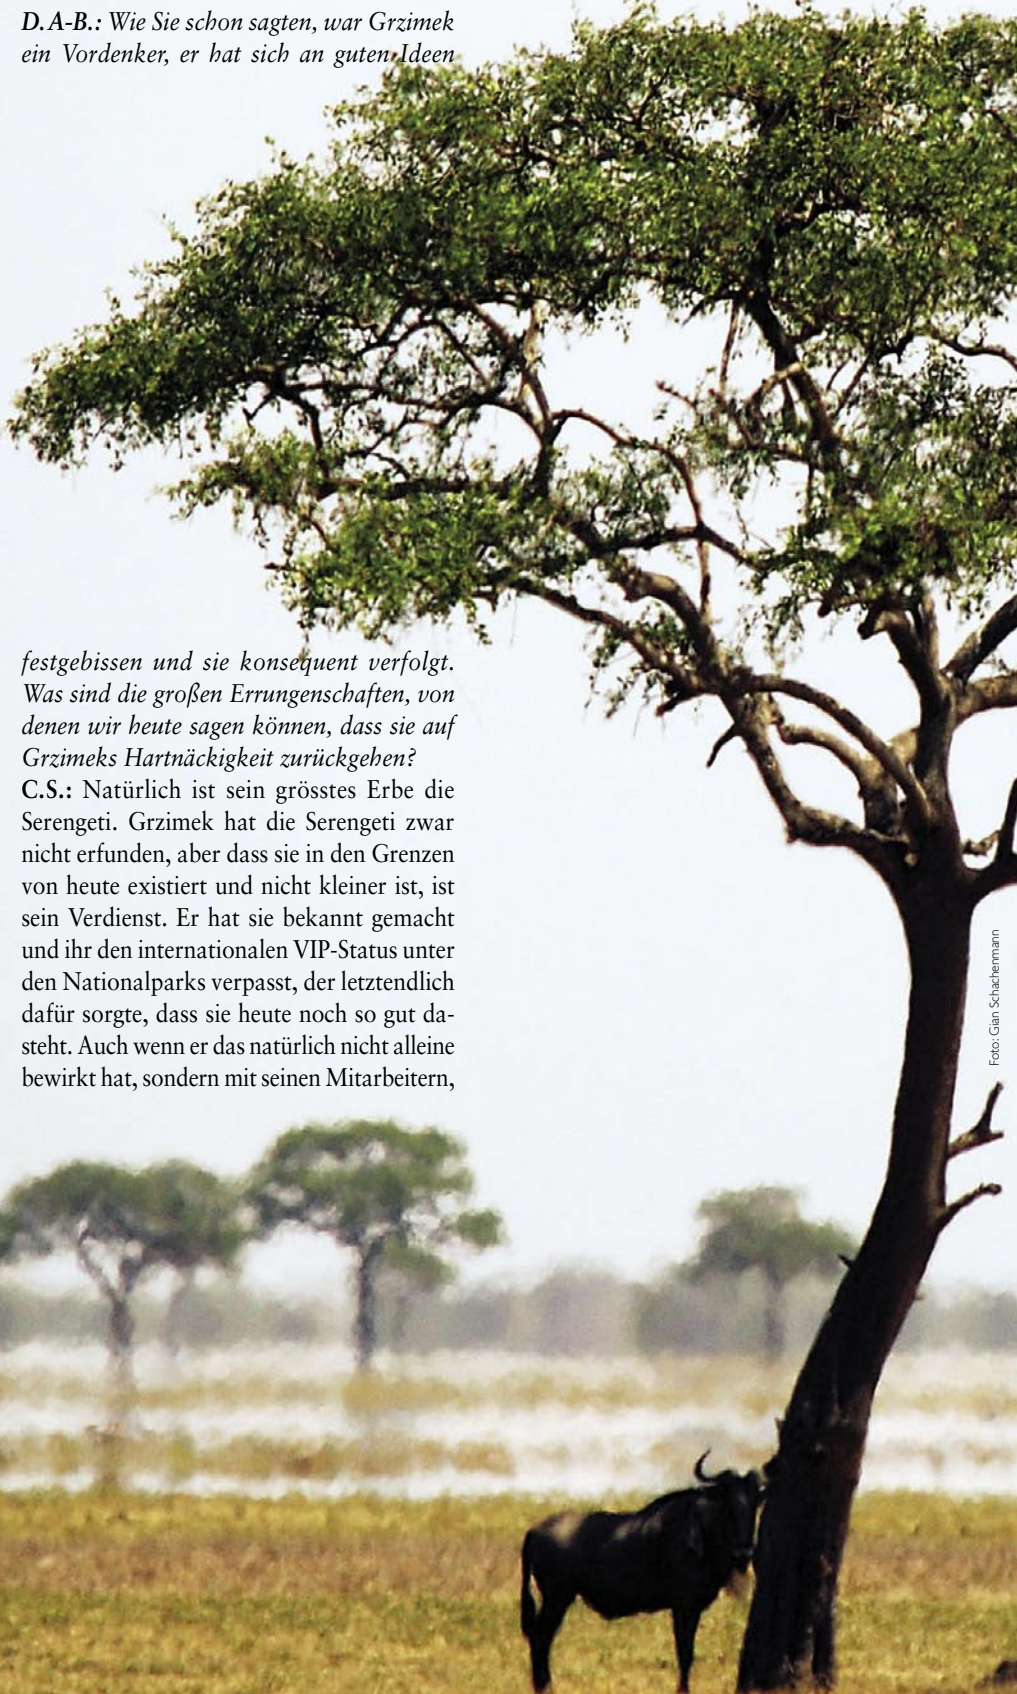 D. A-B.: Wie Sie schon sagten, war Grzimek
ein Vordenker, er hat sich an guten Ideen
festgebissen und sie konsequent verfolgt.
Was sind die großen Errungenschaften, von
denen wir heute sagen können, dass sie auf
Grzimeks Hartnäckigkeit zurückgehen?
C.S.: Natürlich ist sein grösstes Erbe die
Serengeti. Grzimek hat die Serengeti zwar
nicht erfunden, aber dass sie in den Grenzen
von heute existiert und nicht kleiner ist, ist
sein Verdienst. Er hat sie bekannt gemacht
und ihr den internationalen VIP-Status unter
den Nationalparks verpasst, der letztendlich
dafür sorgte, dass sie heute noch so gut da-
steht. Auch wenn er das natürlich nicht alleine
bewirkt hat, sondern mit seinen Mitarbeitern,
Foto: Gian Schachenmann